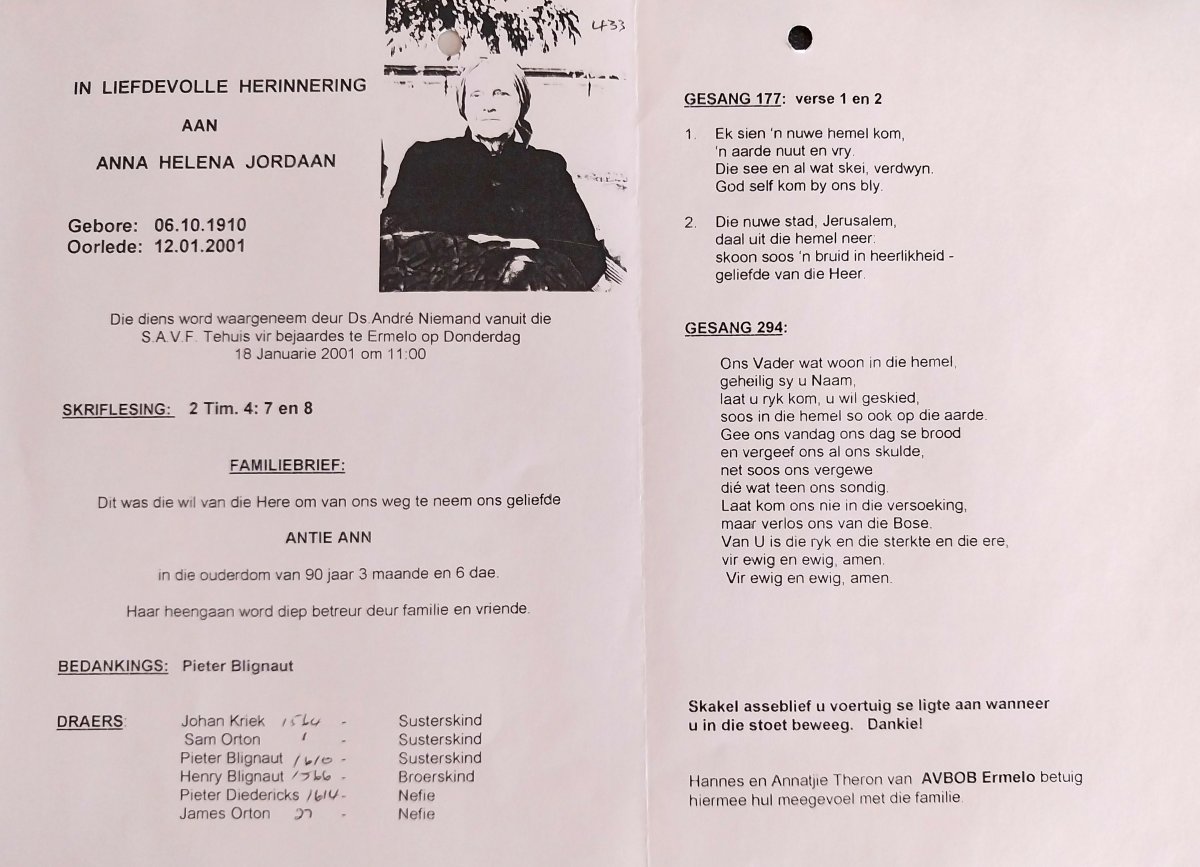 433
IN LIEFDEVOLLE HERINNERING
AAN
ANNA HELENA JORDAAN
Gebore: 06.10.1910
Oorlede: 12.01.2001
Die diens word waargeneem deur Ds André Niemand vanuit die
S.A.V.F. Tehuis vir bejaardes te Ermelo op Donderdag
18 Januarie 2001 om 11:00
SKRIFLESING: 2 Tim. 4: 7 en 8
FAMILIEBRIEF:
Dit was die wil van die Here om van ons weg te neem ons geliefde
ANTIE ANN
in die ouderdom van 90 jaar 3 maande en 6 dae.
Haar heengaan word diep betreur deur familie en vriende.
BEDANKINGS: Pieter Blignaut
DRAERS:
Johan Kriek 1564 - Susterskind
Sam Orton 1 - Susterskind
Pieter Blignaut 1610 - Susterskind
Henry Blignaut 1366 - Broerskind
Pieter Diedericks 1614 - Nefie
James Orton - Nefie
GESANG 177: verse 1 en 2
1. Ek sien 'n nuwe hemel kom,
'n aarde nuut en vry.
Die see en al wat skei, verdwyn.
God self kom by ons bly.
2. Die nuwe stad, Jerusalem,
daal uit die hemel neer:
skoon soos 'n bruid in heerlikheid -
geliefde van die Heer.
GESANG 294:
Ons Vader wat woon in die hemel,
geheilig sy u Naam,
laat u ryk kom, u wil geskied,
soos in die hemel so ook op die aarde.
Gee ons vandag ons dag se brood
en vergeef ons al ons skulde,
net soos ons vergewe
dié wat teen ons sondig.
Laat kom ons nie in die versoeking,
maar verlos ons van die Bose.
Van U is die ryk en die sterkte en die ere,
vir ewig en ewig, amen.
Vir ewig en ewig, amen.
Skakel asseblief u voertuig se ligte aan wanneer
u in die stoet beweeg. Dankie!
Hannes en Annatjie Theron van AVBOB Ermelo betuig
hiermee hul meegevoel met die familie.